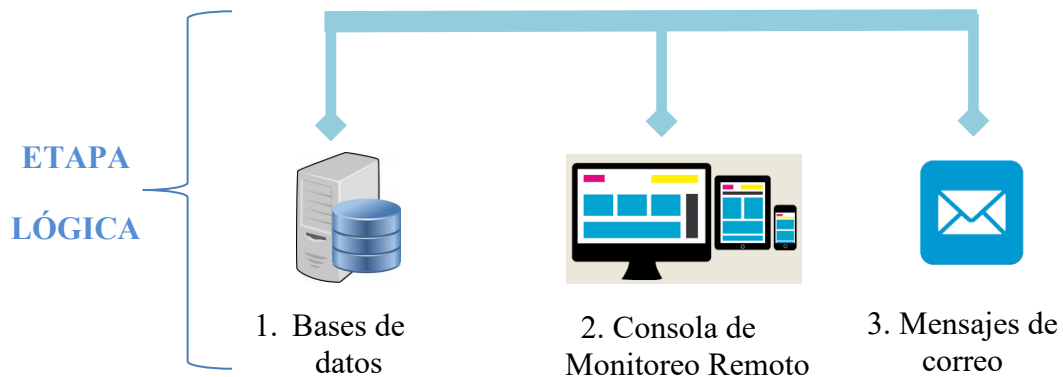 ETAPA
LÓGICA
1. Bases de
datos
2. Consola de
Monitoreo Remoto
3. Mensajes de
correo